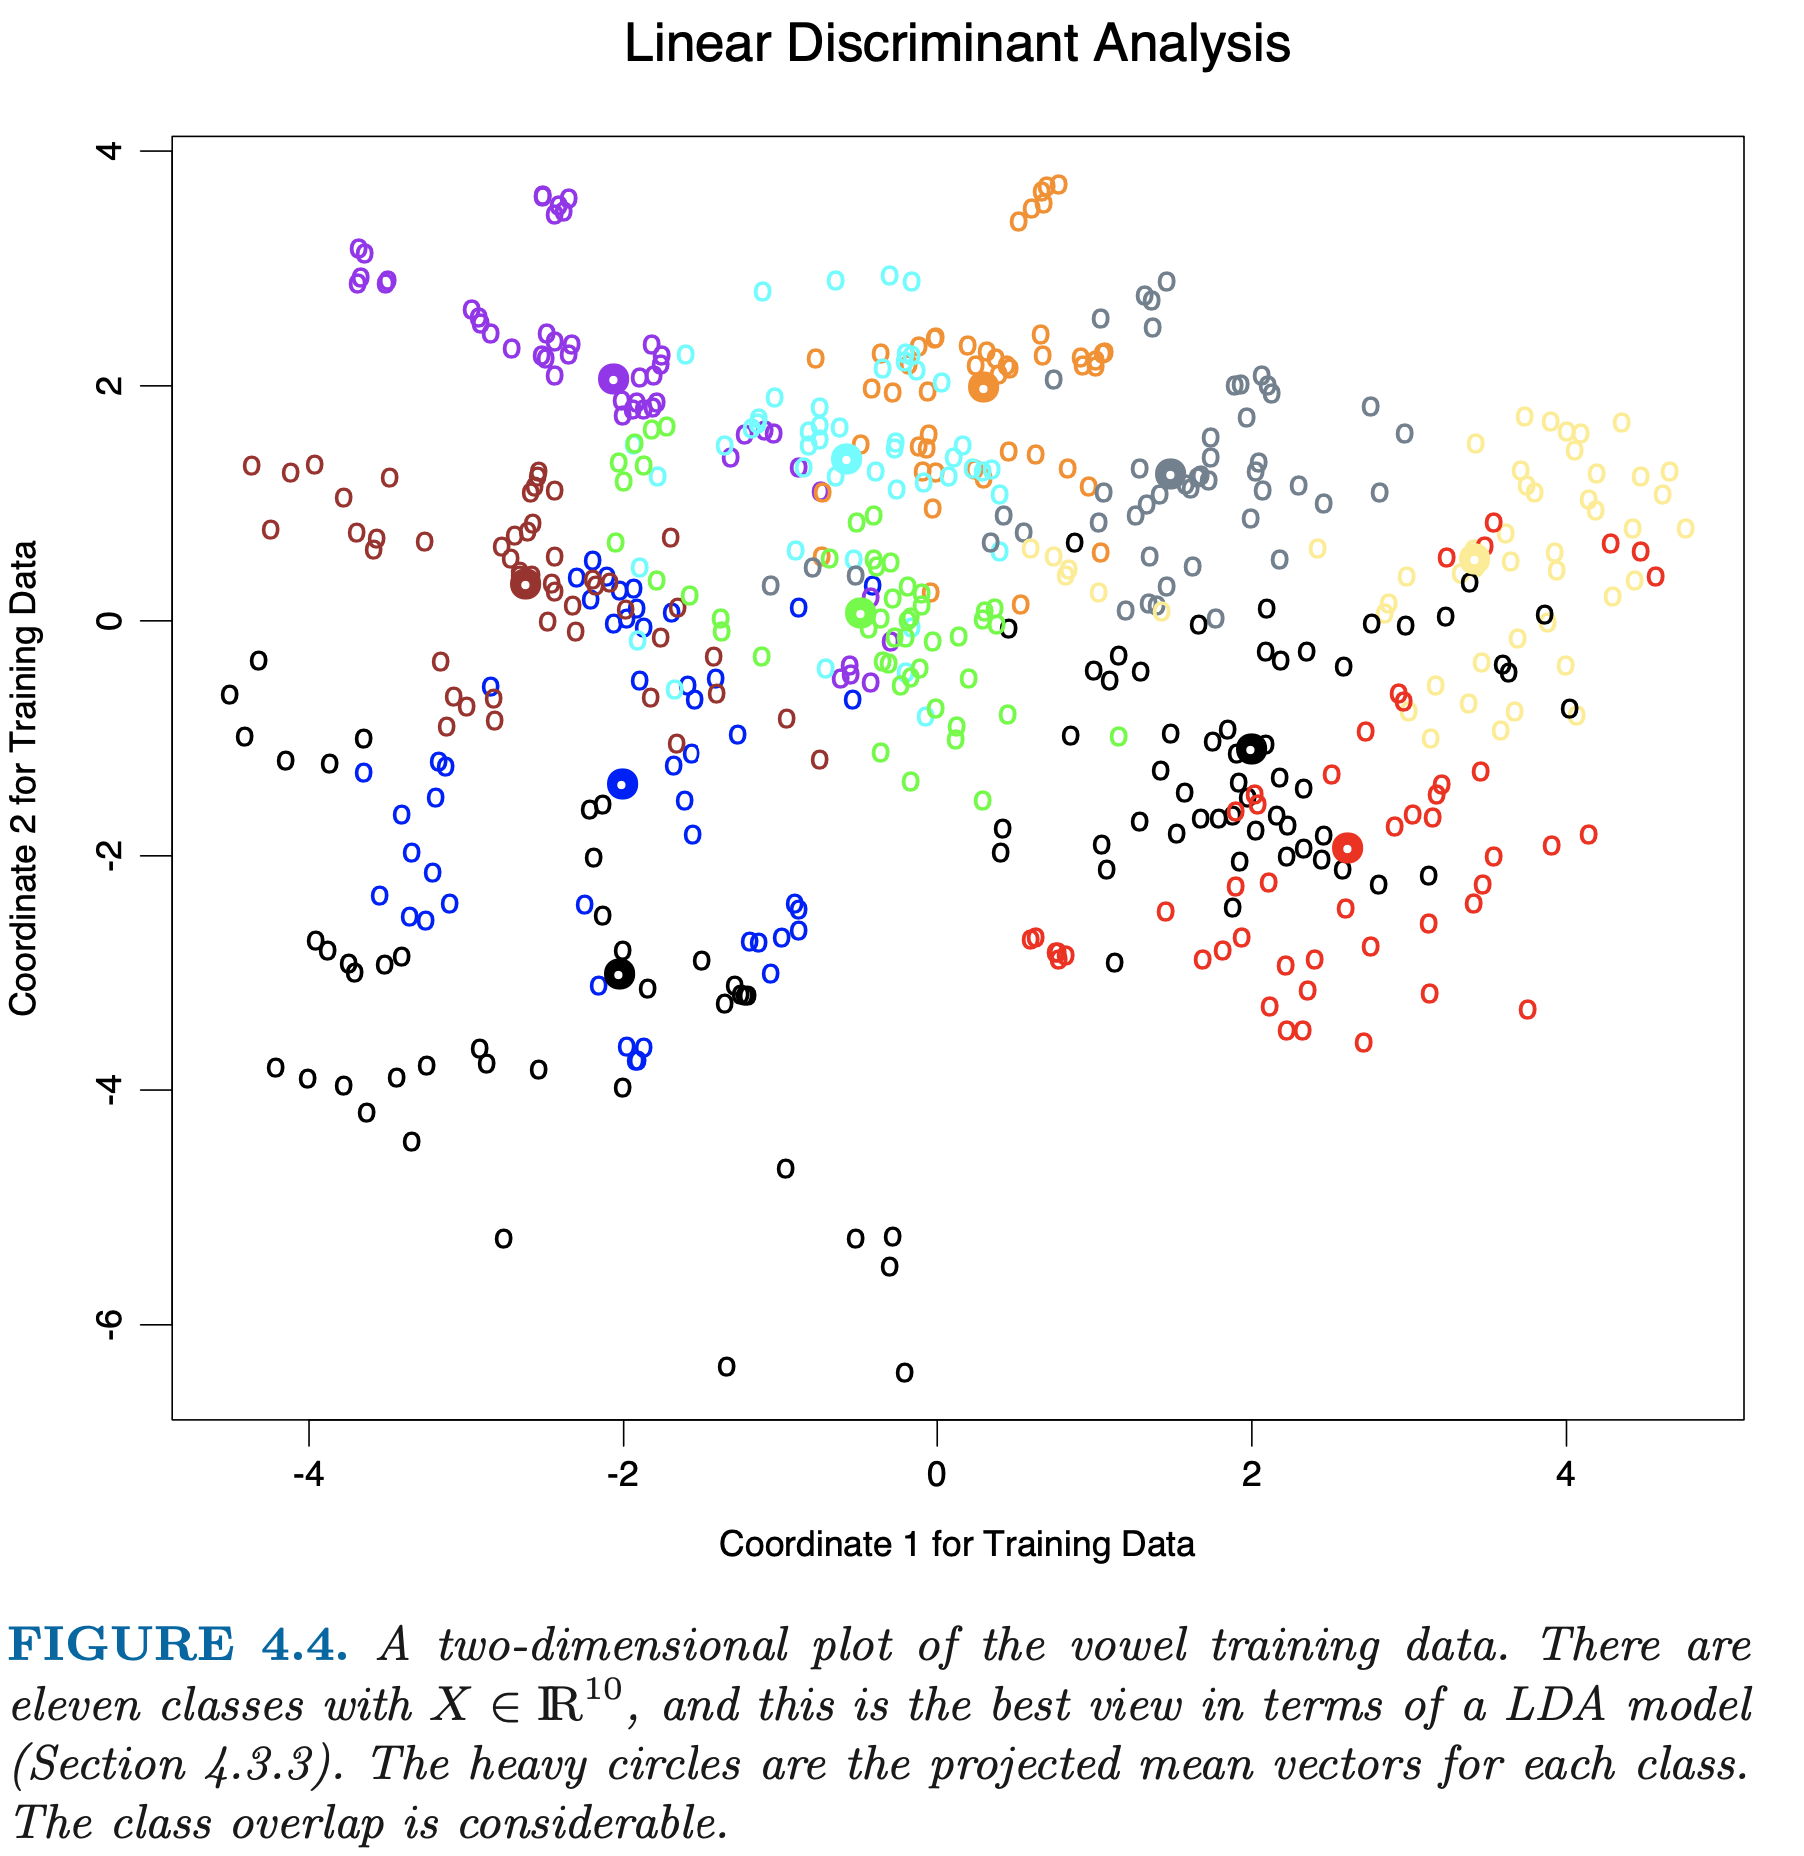 Linear Discriminant Analysis
4
2
0
-2
-4
-6
Coordinate 2 for Training Data
-4
-2
0
2
4
Coordinate 1 for Training Data
FIGURE 4.4. A two-dimensional plot of the vowel training data. There are
eleven classes with X ∈ ℝ¹⁰, and this is the best view in terms of a LDA model
(Section 4.3.3). The heavy circles are the projected mean vectors for each class.
The class overlap is considerable.